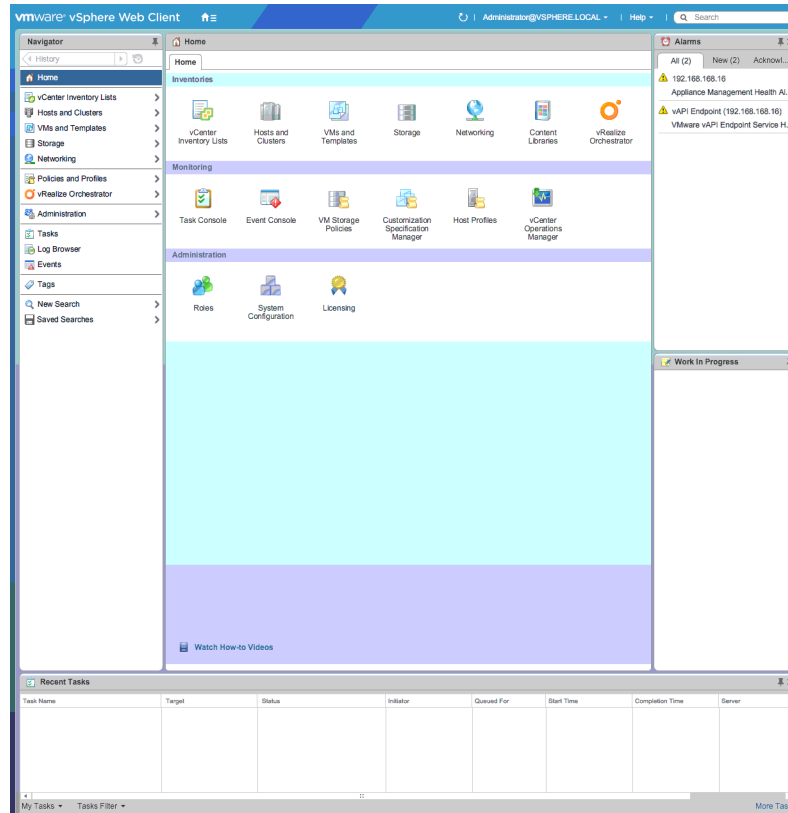 vmware® vSphere Web Client
Administrator@VSPHERE.LOCAL
Help
Search
Navigator
History
Home
vCenter Inventory Lists
Hosts and Clusters
VMs and Templates
Storage
Networking
Policies and Profiles
vRealize Orchestrator
Administration
Tasks
Log Browser
Events
Tags
New Search
Saved Searches
Home
Home
Inventories
vCenter
Inventory Lists
Hosts and
Clusters
VMs and
Templates
Storage
Networking
Content
Libraries
vRealize
Orchestrator
Monitoring
Task Console
Event Console
VM Storage
Policies
Customization
Specification
Manager
Host Profiles
vCenter
Operations
Manager
Administration
Roles
System
Configuration
Licensing
Watch How-to Videos
Alarms
All (2) New (2) Acknowl...
192.168.168.16
Appliance Management Health Al.
vAPI Endpoint (192.168.168.16)
VMware vAPI Endpoint Service H.
Work In Progress
Recent Tasks
Task Name Target Status Initiator Queued For Start Time Completion Time Server
My Tasks Tasks Filter More Tas